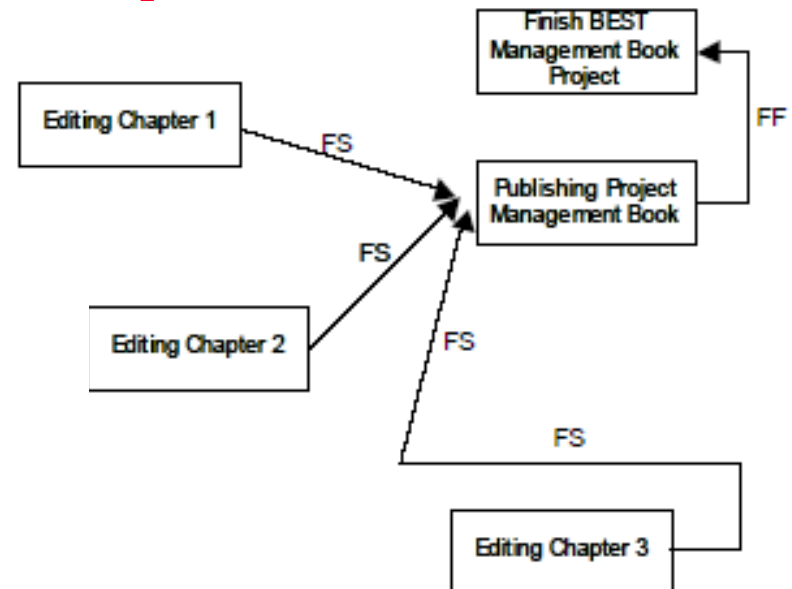 Finish BEST
Management Book
Project
Editing Chapter 1
FS
FF
Publishing Project
Management Book
FS
Editing Chapter 2
FS
FS
Editing Chapter 3